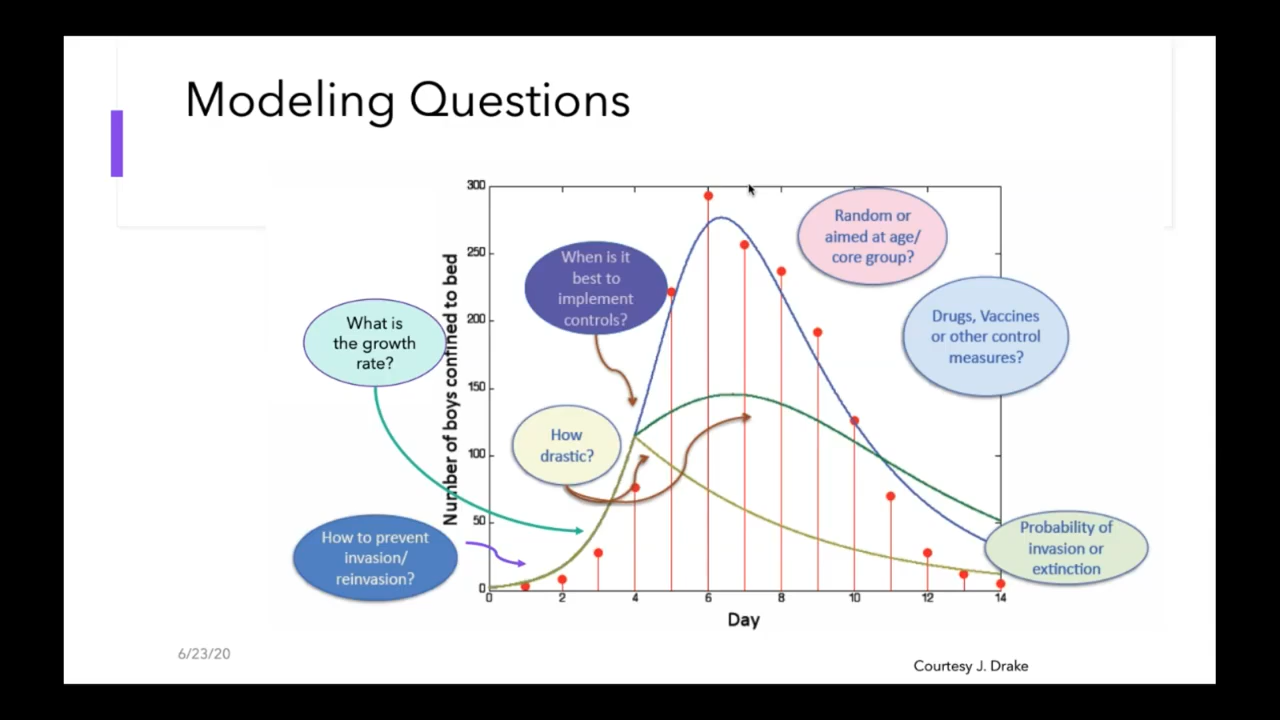 Modeling Questions
300
250
200
150
100
50
0
Number of boys confined to bed
0 2 4 6 8 10 12 14
Day
What is
the growth
rate?
When is it
best to
implement
controls?
How
drastic?
How to prevent
invasion/
reinvasion?
Random or
aimed at age/
core group?
Drugs, Vaccines
or other control
measures?
Probability of
invasion or
extinction
6/23/20
Courtesy J. Drake